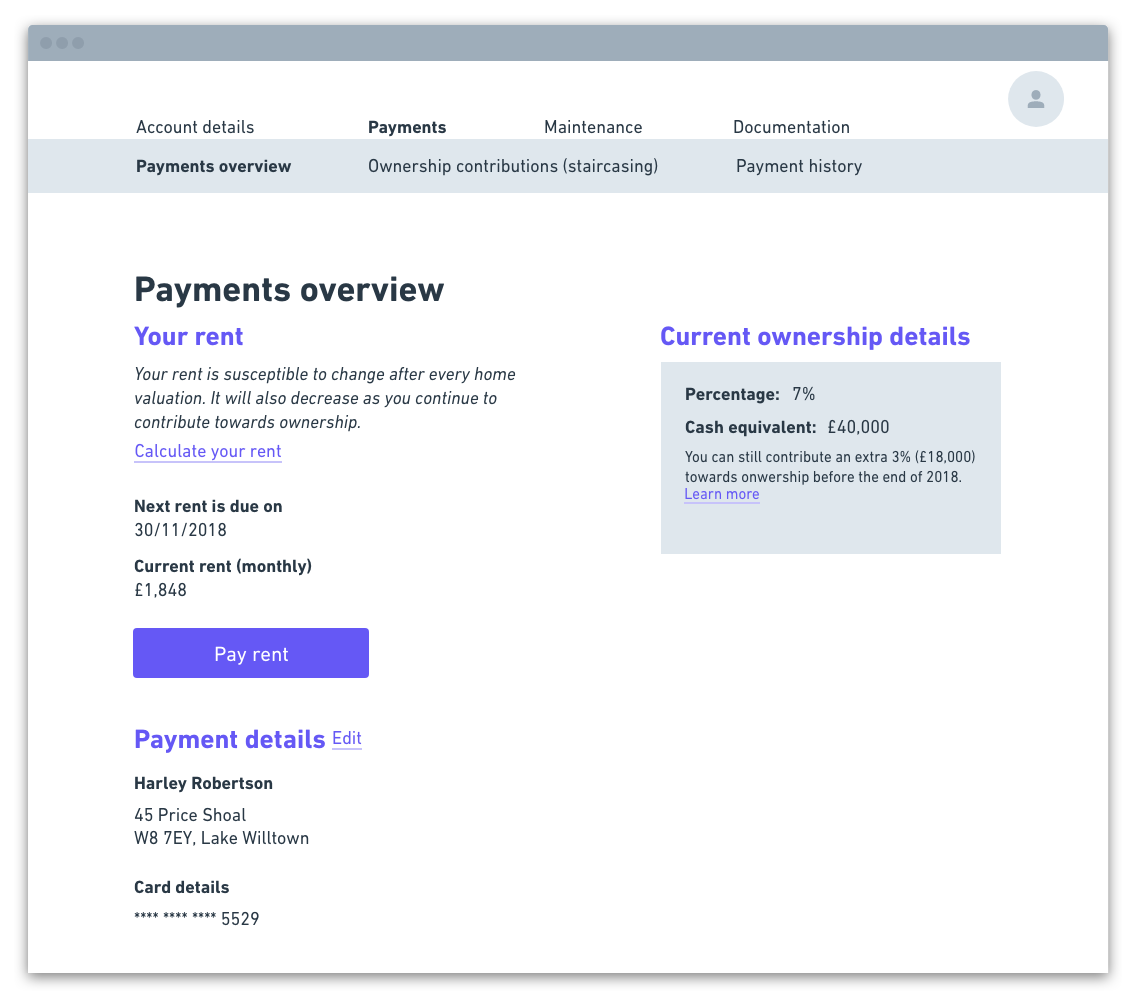 Account details
Payments
Maintenance
Documentation
Payments overview
Ownership contributions (staircasing)
Payment history
Payments overview
Your rent
Your rent is susceptible to change after every home
valuation. It will also decrease as you continue to
contribute towards ownership.
Calculate your rent
Next rent is due on
30/11/2018
Current rent (monthly)
£1,848
Pay rent
Current ownership details
Percentage: 7%
Cash equivalent: £40,000
You can still contribute an extra 3% (£18,000)
towards onwership before the end of 2018.
Learn more
Payment details Edit
Harley Robertson
45 Price Shoal
W8 7EY, Lake Willtown
Card details
**** **** **** 5529